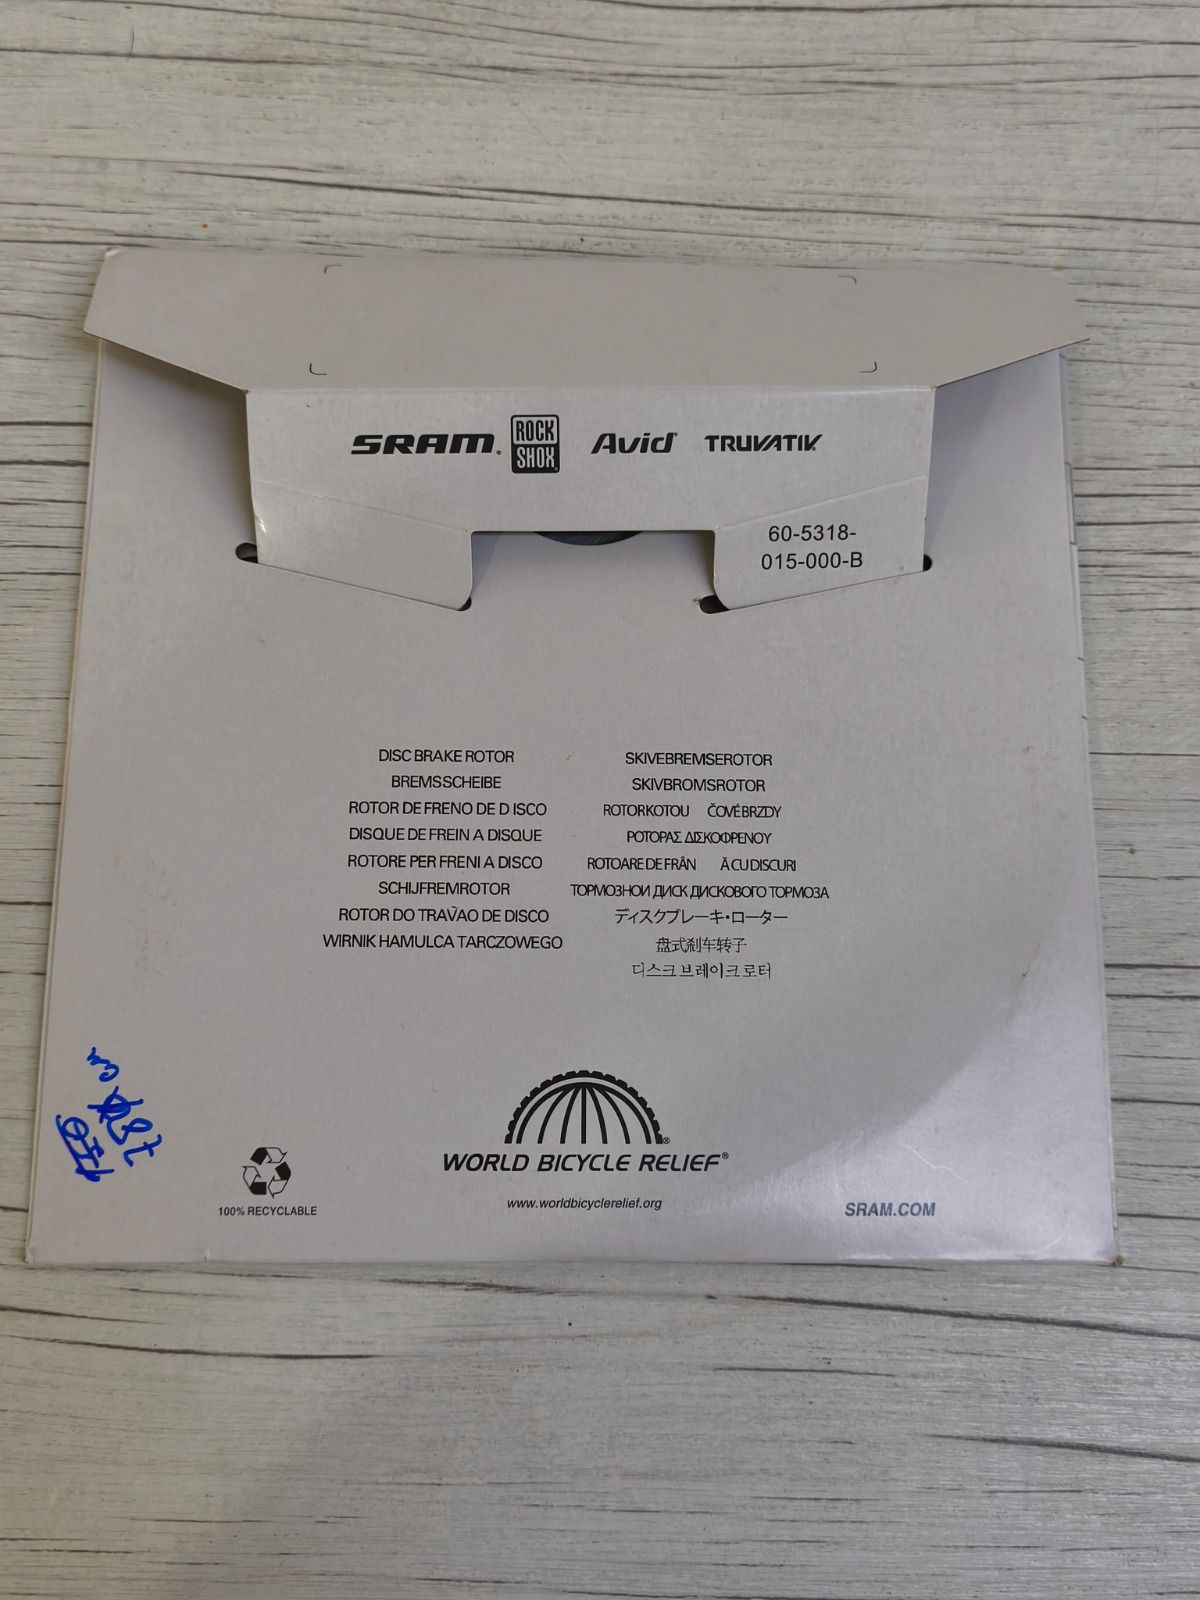 SRAM. ROCK SHOX Avid TRUVATIV
60-5318-
015-000-B
DISC BRAKE ROTOR
BREMSSCHEIBE
ROTOR DE FRENO DE D ISCO
DISQUE DE FREIN A DISQUE
ROTORE PER FRENI A DISCO
SCHIJFREMROTOR
ROTOR DO TRAVÃO DE DISCO
WIRNIK HAMULCA TARCZOWEGO
SKIVEBREMSEROTOR
SKIVBROMSROTOR
ROTOR KOTOU ČOVÉ BRZDY
ΡΟΤΟΡΑΣ ΔΙΣΚΟΦΡΕΝΟΥ
ROTOARE DE FRÂN Ă CU DISCURI
ТОРМОЗНОИ ДИСК ДИСКОВОГО ТОРМОЗА
ディスクブレーキ・ローター
盘式刹车转子
디스크 브레이크 로터
WORLD BICYCLE RELIEF®
www.worldbicyclerelief.org
100% RECYCLABLE
SRAM.COM